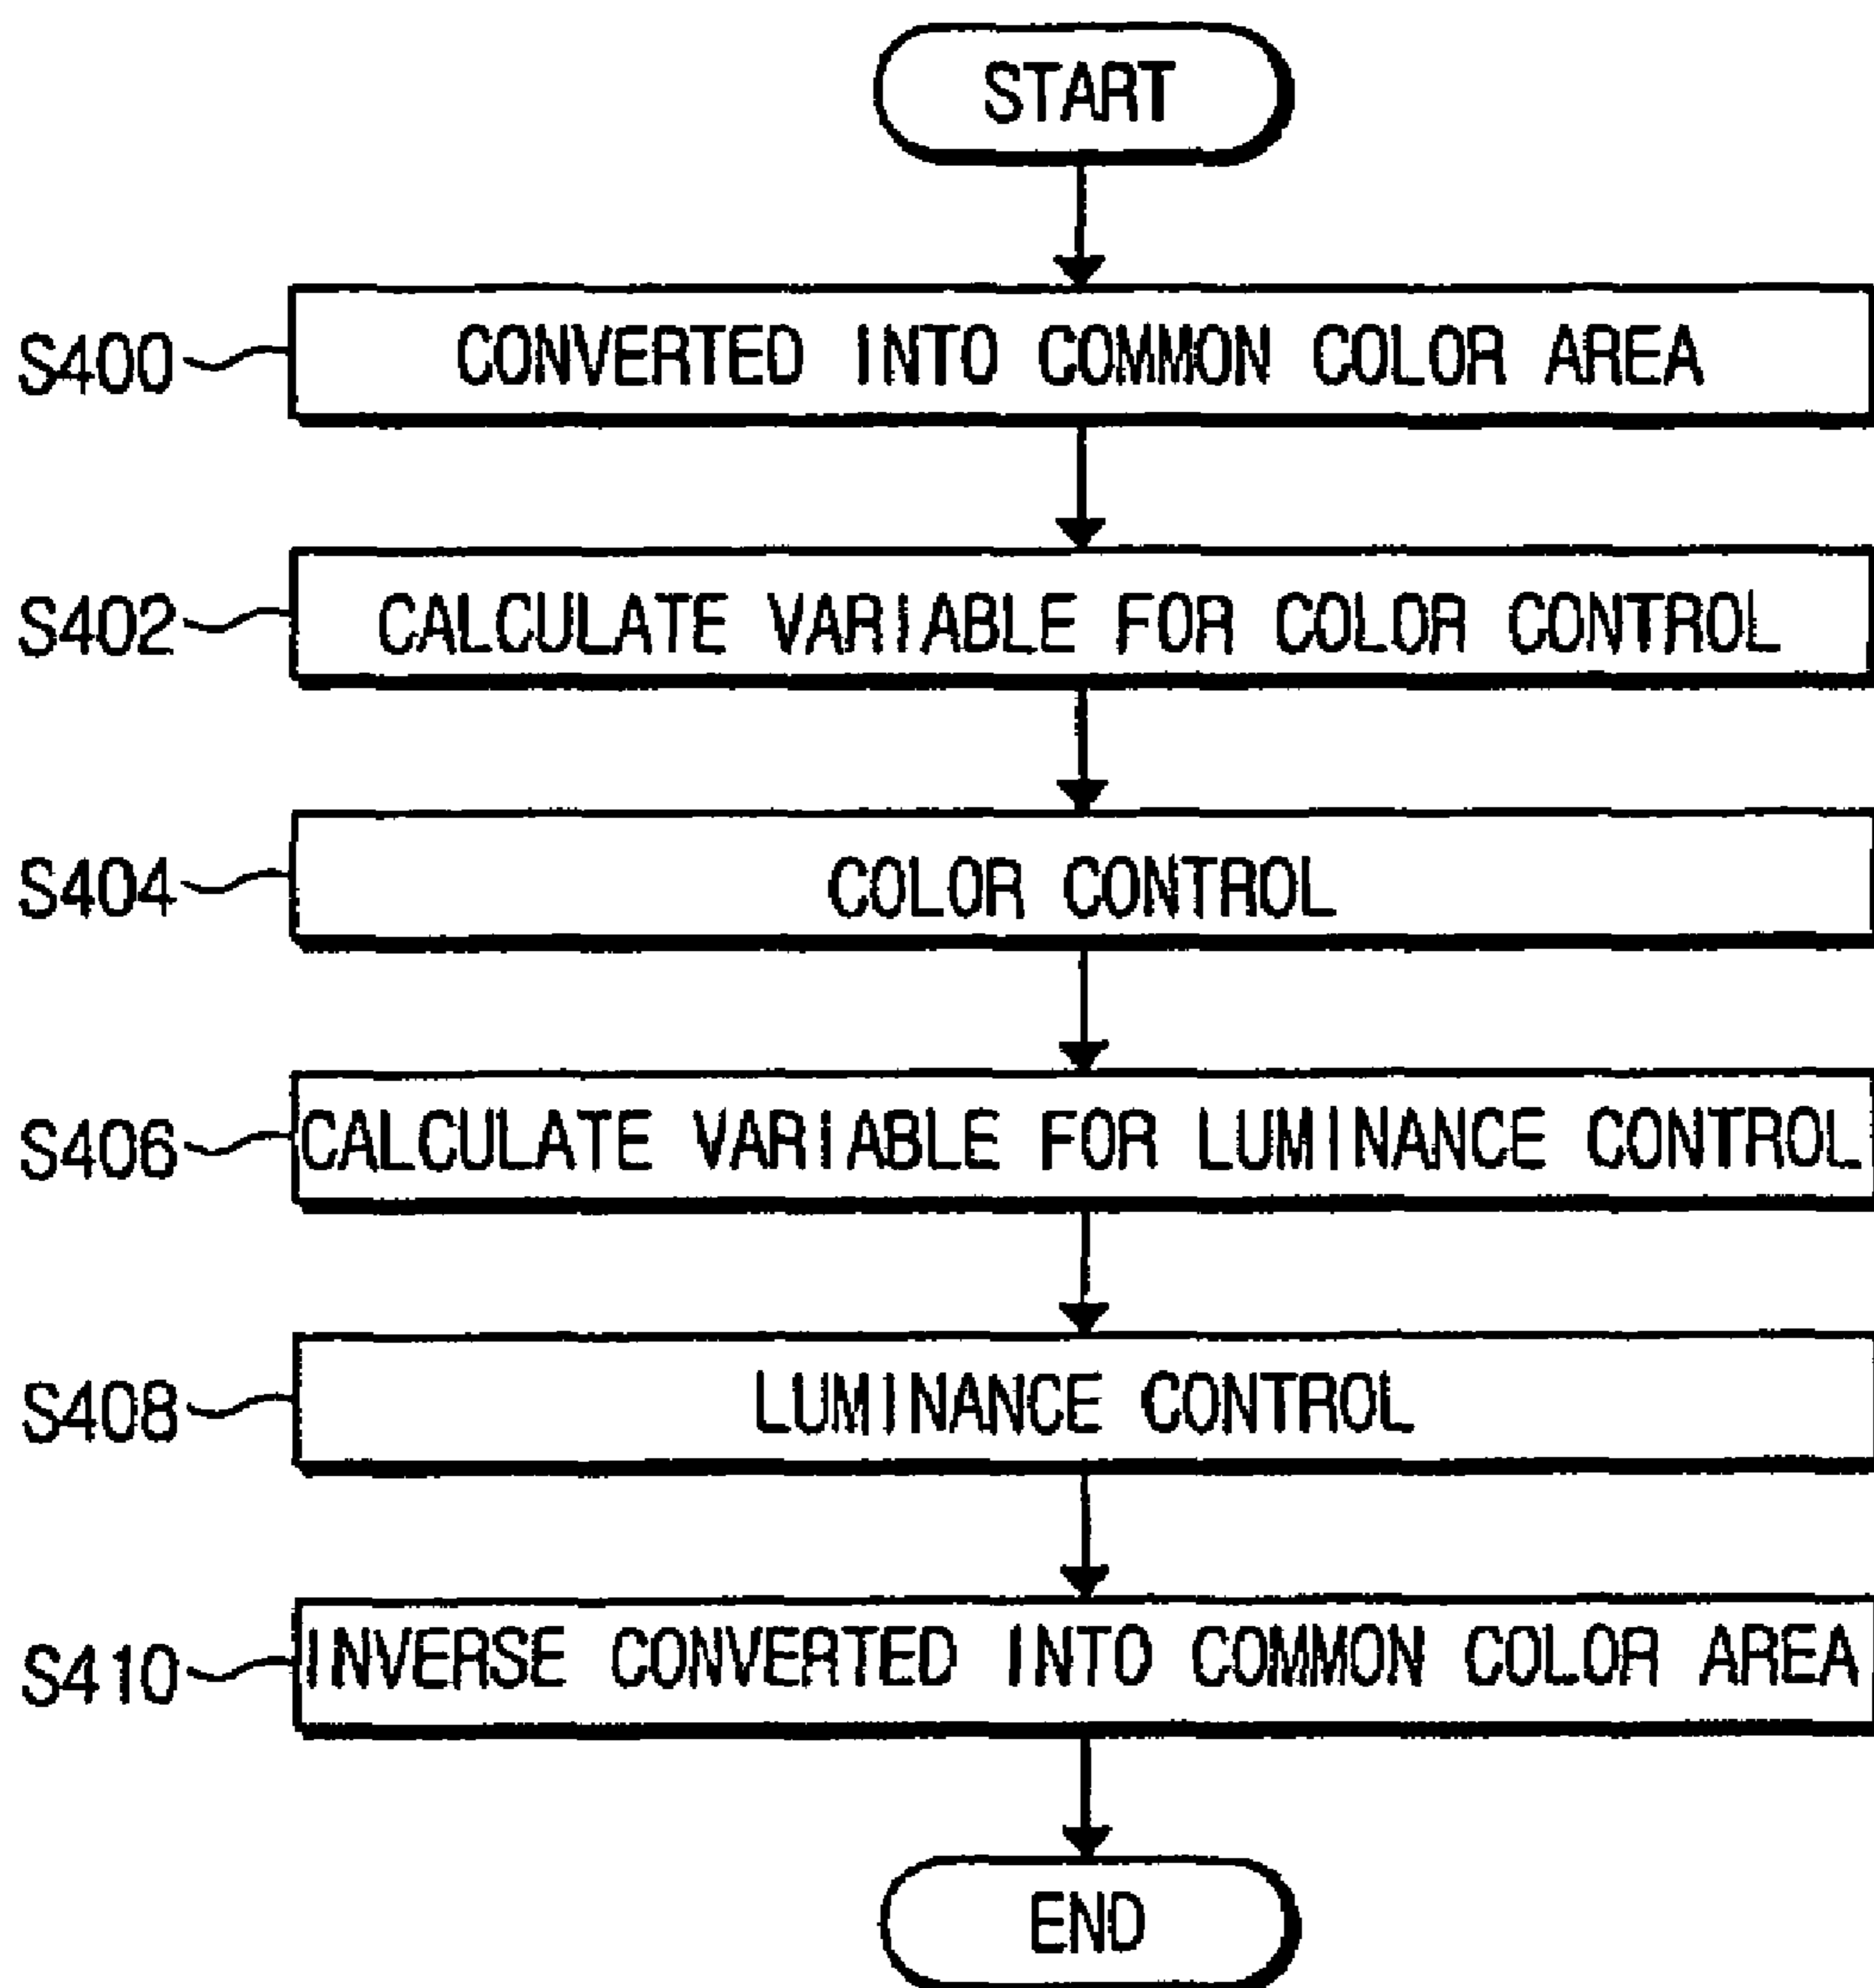 START
S400 CONVERTED INTO COMMON COLOR AREA
S402 CALCULATE VARIABLE FOR COLOR CONTROL
S404 COLOR CONTROL
S406 CALCULATE VARIABLE FOR LUMINANCE CONTROL
S408 LUMINANCE CONTROL
S410 INVERSE CONVERTED INTO COMMON COLOR AREA
END